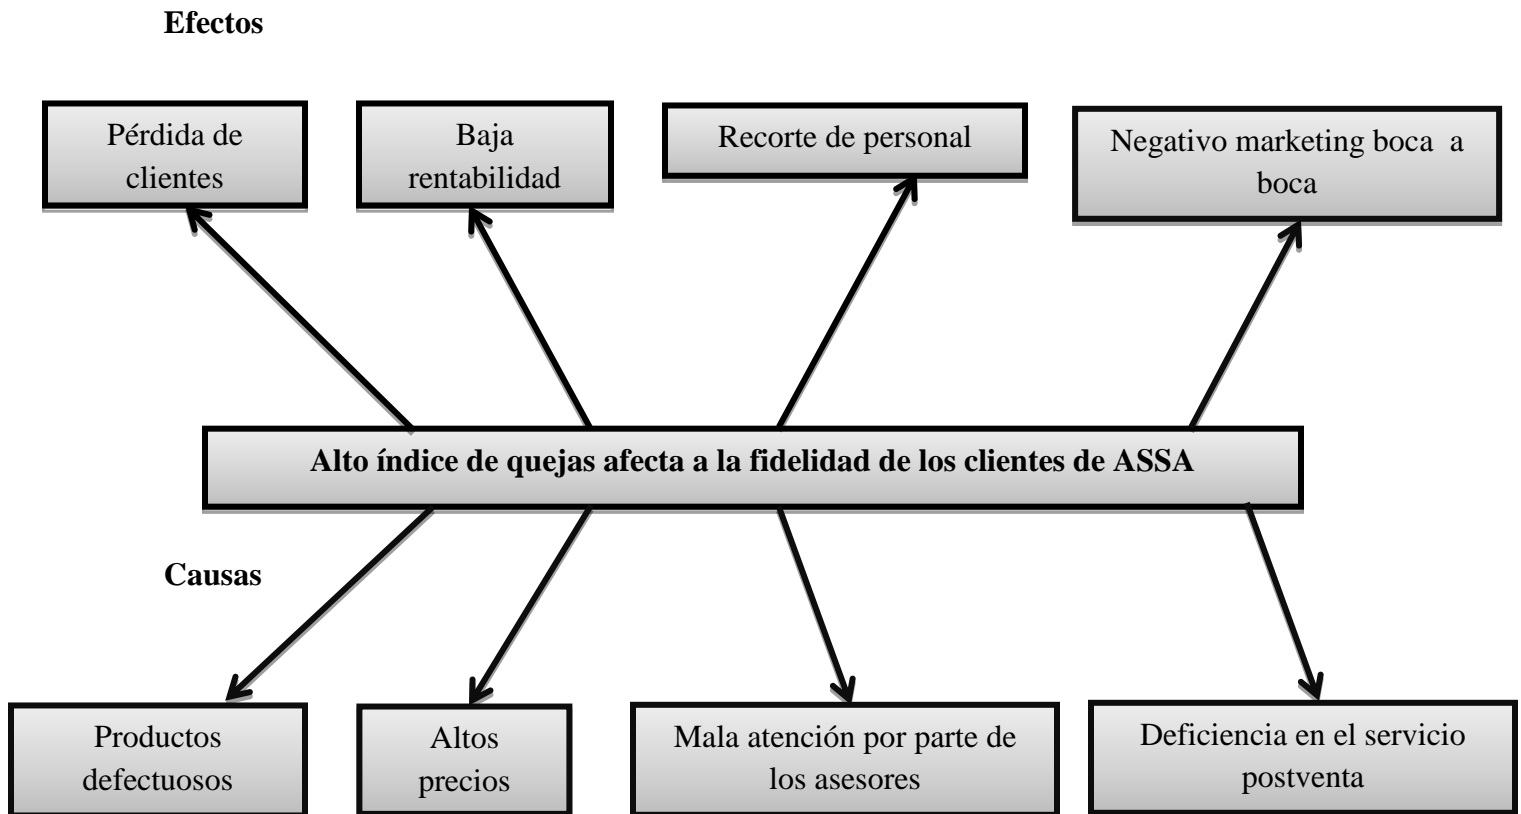 Efectos
Pérdida de
clientes
Baja
rentabilidad
Recorte de personal
Negativo marketing boca  a
boca
Alto índice de quejas afecta a la fidelidad de los clientes de ASSA
Causas
Productos
defectuosos
Altos
precios
Mala atención por parte de
los asesores
Deficiencia en el servicio
postventa